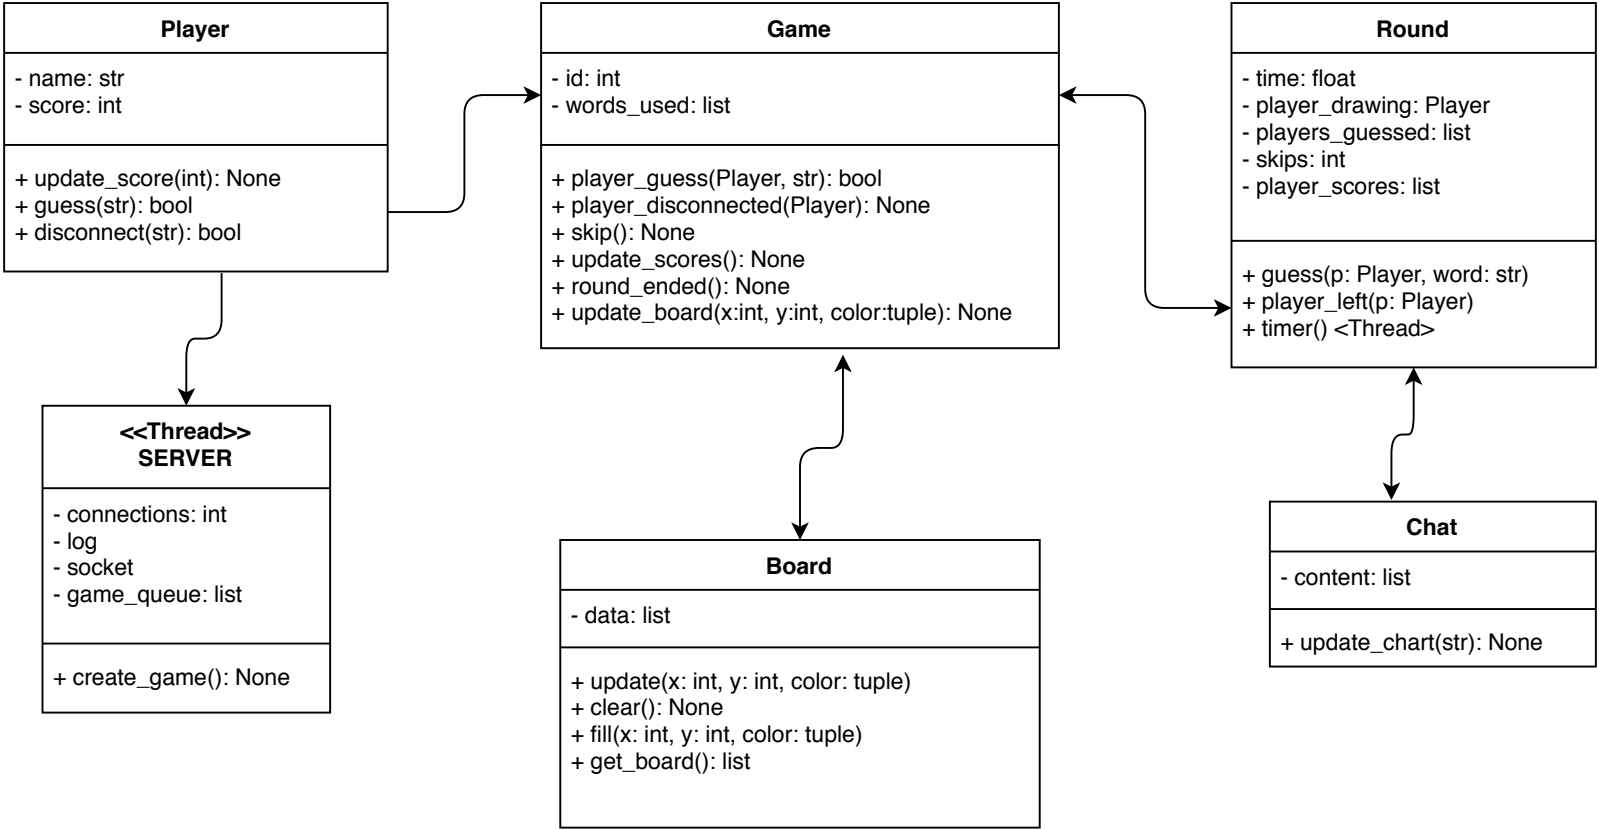 Player
- name: str
- score: int
+ update_score(int): None
+ guess(str): bool
+ disconnect(str): bool
Game
- id: int
- words_used: list
+ player_guess(Player, str): bool
+ player_disconnected(Player): None
+ skip(): None
+ update_scores(): None
+ round_ended(): None
+ update_board(x:int, y:int, color:tuple): None
Round
- time: float
- player_drawing: Player
- players_guessed: list
- skips: int
- player_scores: list
+ guess(p: Player, word: str)
+ player_left(p: Player)
+ timer() <Thread>
<<Thread>>
SERVER
- connections: int
- log
- socket
- game_queue: list
+ create_game(): None
Board
- data: list
+ update(x: int, y: int, color: tuple)
+ clear(): None
+ fill(x: int, y: int, color: tuple)
+ get_board(): list
Chat
- content: list
+ update_chart(str): None